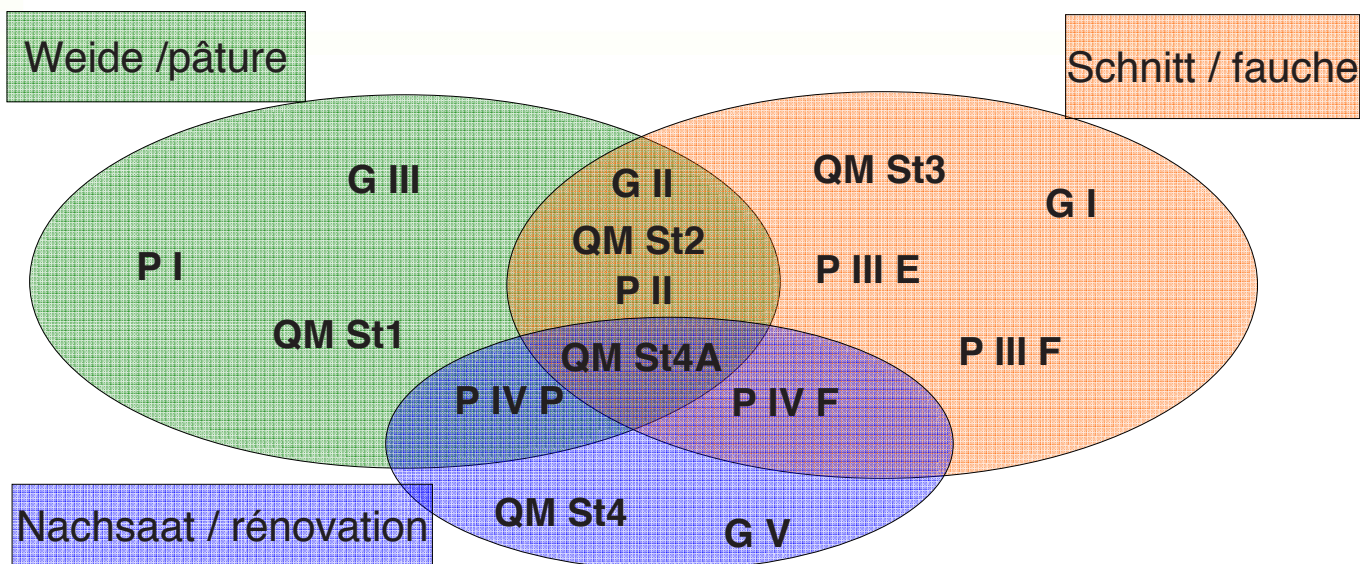 Weide /pâture
Schnitt / fauche
G III
G II
QM St3
G I
QM St2
P I
P III E
P II
QM St1
QM St4A
P III F
P IV P
P IV F
QM St4
Nachsaat / rénovation
G V